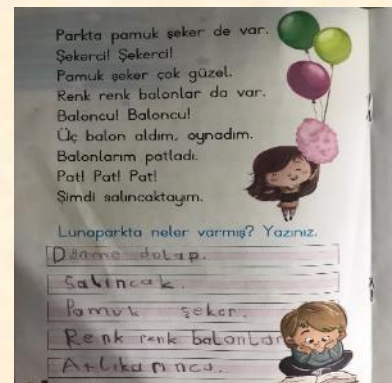 Parkta pamuk şeker de var.
Şekerci! Şekerci!
Pamuk şeker çok güzel.
Renk renk balonlar da var.
Baloncu! Baloncu!
Üç balon aldım, oynadım.
Balonlarım patladı.
Pat! Pat! Pat!
Şimdi salıncaktayım.
Lunaparkta neler varmış? Yazınız.
Dönme dolap.
Salıncak.
Pamuk şeker.
Renk renk balonlar
Atlıkarınca.